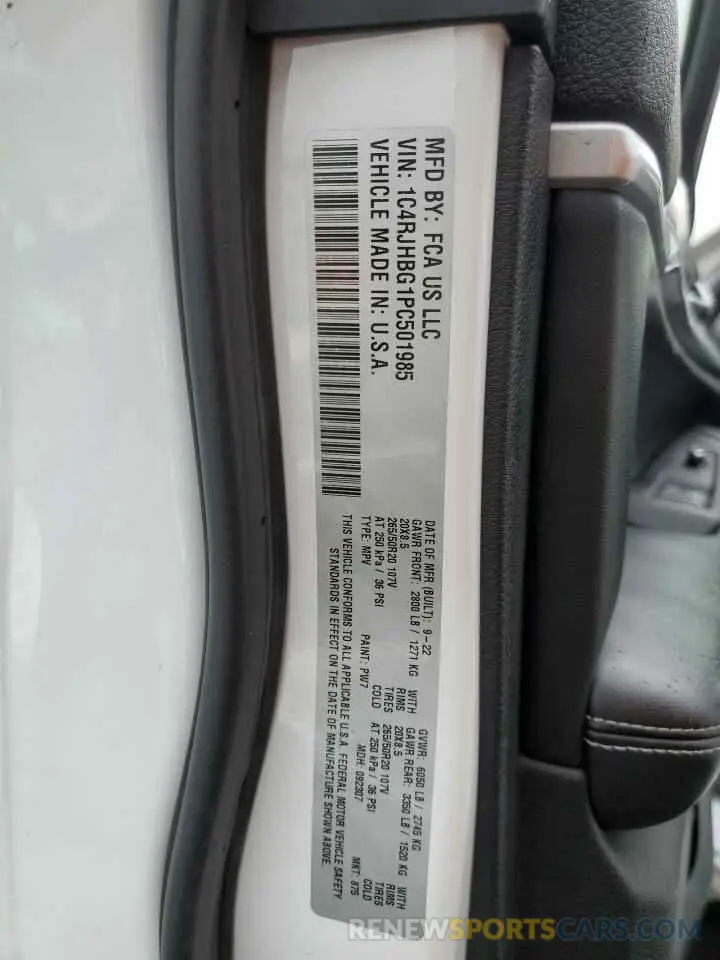 MFD BY: FCA US LLC
VIN: 1C4RJHBG1PC501985
VEHICLE MADE IN: U.S.A.
DATE OF MFR (BUILT): 9-22 GVWR: 6050 LB / 2745 KG
GAWR FRONT: 2800 LB / 1271 KG WITH GAWR REAR: 3350 LB / 1520 KG WITH
20X8.5 RIMS 20X8.5 RIMS
265/50R20 107V TIRES 265/50R20 107V TIRES
AT 250 kPa / 36 PSI COLD AT 250 kPa / 36 PSI COLD
TYPE: MPV PAINT: PW7 MDH: 092307 MKT: 875
THIS VEHICLE CONFORMS TO ALL APPLICABLE U.S.A. FEDERAL MOTOR VEHICLE SAFETY
STANDARDS IN EFFECT ON THE DATE OF MANUFACTURE SHOWN ABOVE.
RENEWSPORTSCARS.COM